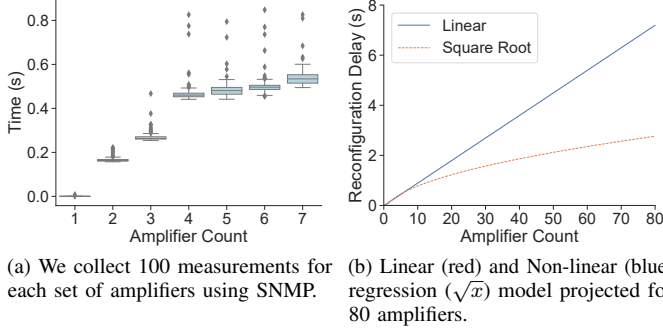 0.8
0.6
0.4
0.2
0.0
Time (s)
1 2 3 4 5 6 7
Amplifier Count
8
6
4
2
0
Reconfiguration Delay (s)
Linear
Square Root
0 10 20 30 40 50 60 70 80
Amplifier Count
(a) We collect 100 measurements for
each set of amplifiers using SNMP.
(b) Linear (red) and Non-linear (blue
regression (√x) model projected fo
80 amplifiers.